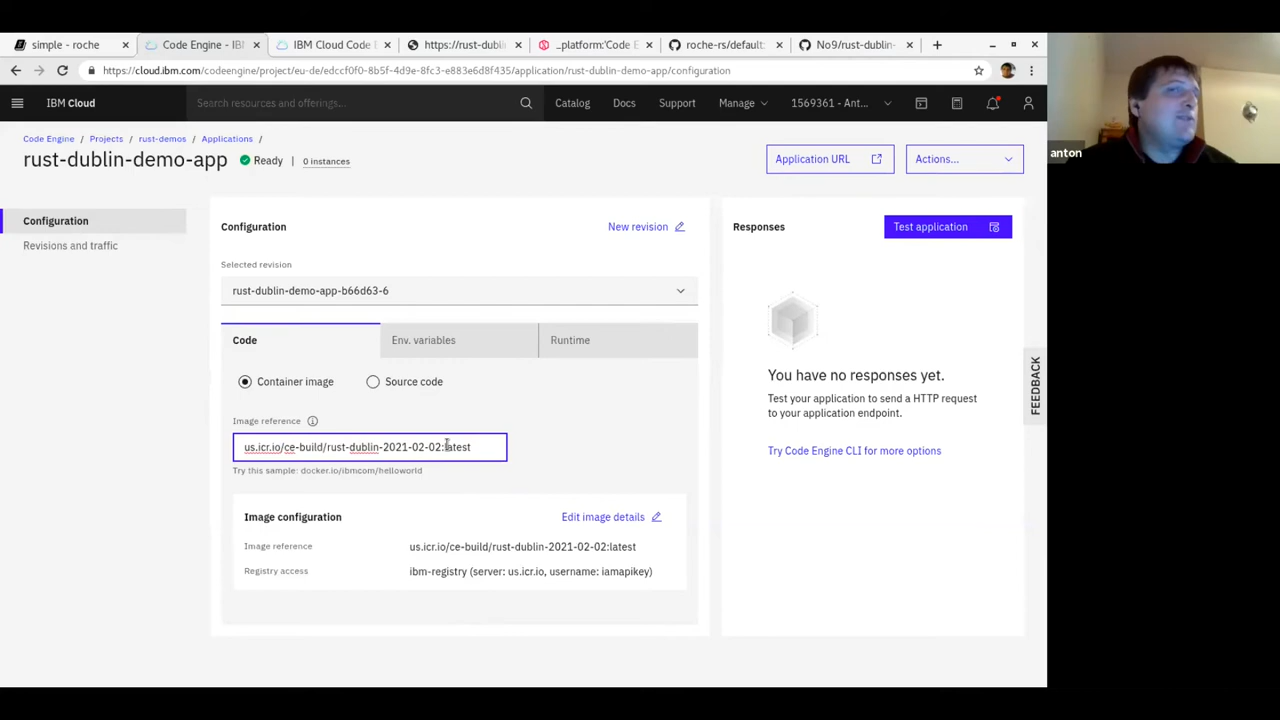 simple - roche
Code Engine - IB
IBM Cloud Code E
https://rust-dubli
_platform:'Code E
roche-rs/default:
No9/rust-dublin-
https://cloud.ibm.com/codeengine/project/eu-de/edccf0f0-8b5f-4d9e-8fc3-e883e6d8f435/application/rust-dublin-demo-app/configuration
IBM Cloud
Search resources and offerings...
Catalog
Docs
Support
Manage
1569361 - Ant...
Code Engine / Projects / rust-demos / Applications /
rust-dublin-demo-app
Ready
0 instances
Application URL
Actions...
anton
Configuration
Revisions and traffic
Configuration
New revision
Selected revision
rust-dublin-demo-app-b66d63-6
Code
Env. variables
Runtime
Container image
Source code
Image reference
us.icr.io/ce-build/rust-dublin-2021-02-02:latest
Try this sample: docker.io/ibmcom/helloworld
Image configuration
Edit image details
Image reference
us.icr.io/ce-build/rust-dublin-2021-02-02:latest
Registry access
ibm-registry (server: us.icr.io, username: iamapikey)
Responses
Test application
You have no responses yet.
Test your application to send a HTTP request
to your application endpoint.
Try Code Engine CLI for more options
FEEDBACK